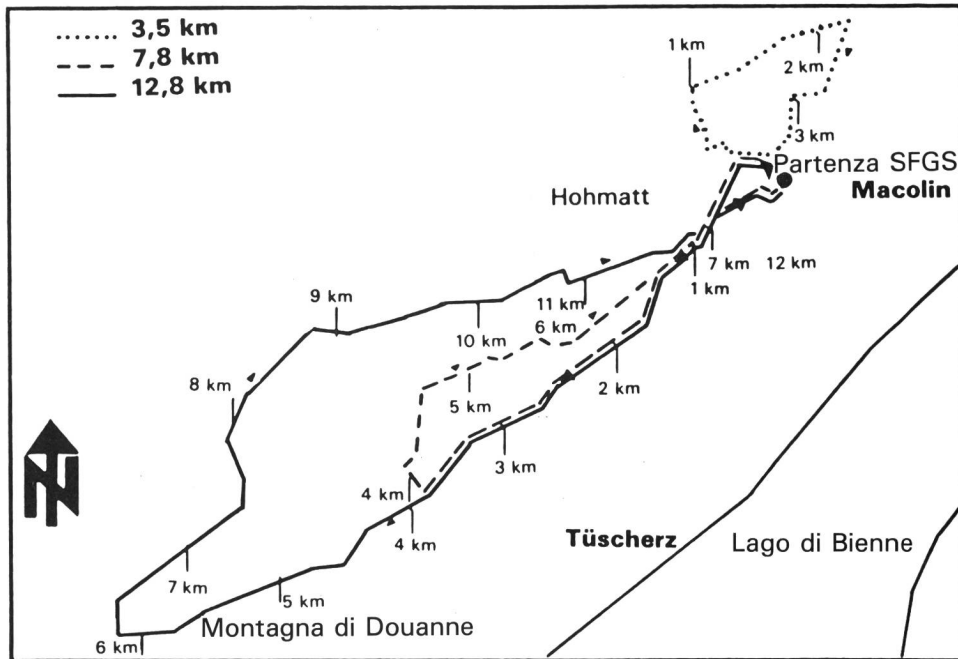 3,5 km
7,8 km
12,8 km
1 km
2 km
3 km
Partenza SFGS
Macolin
Hohmatt
7 km
12 km
1 km
11 km
9 km
6 km
10 km
2 km
8 km
5 km
3 km
N
4 km
4 km
Tüscherz
Lago di Bienne
7 km
5 km
Montagna di Douanne
6 km